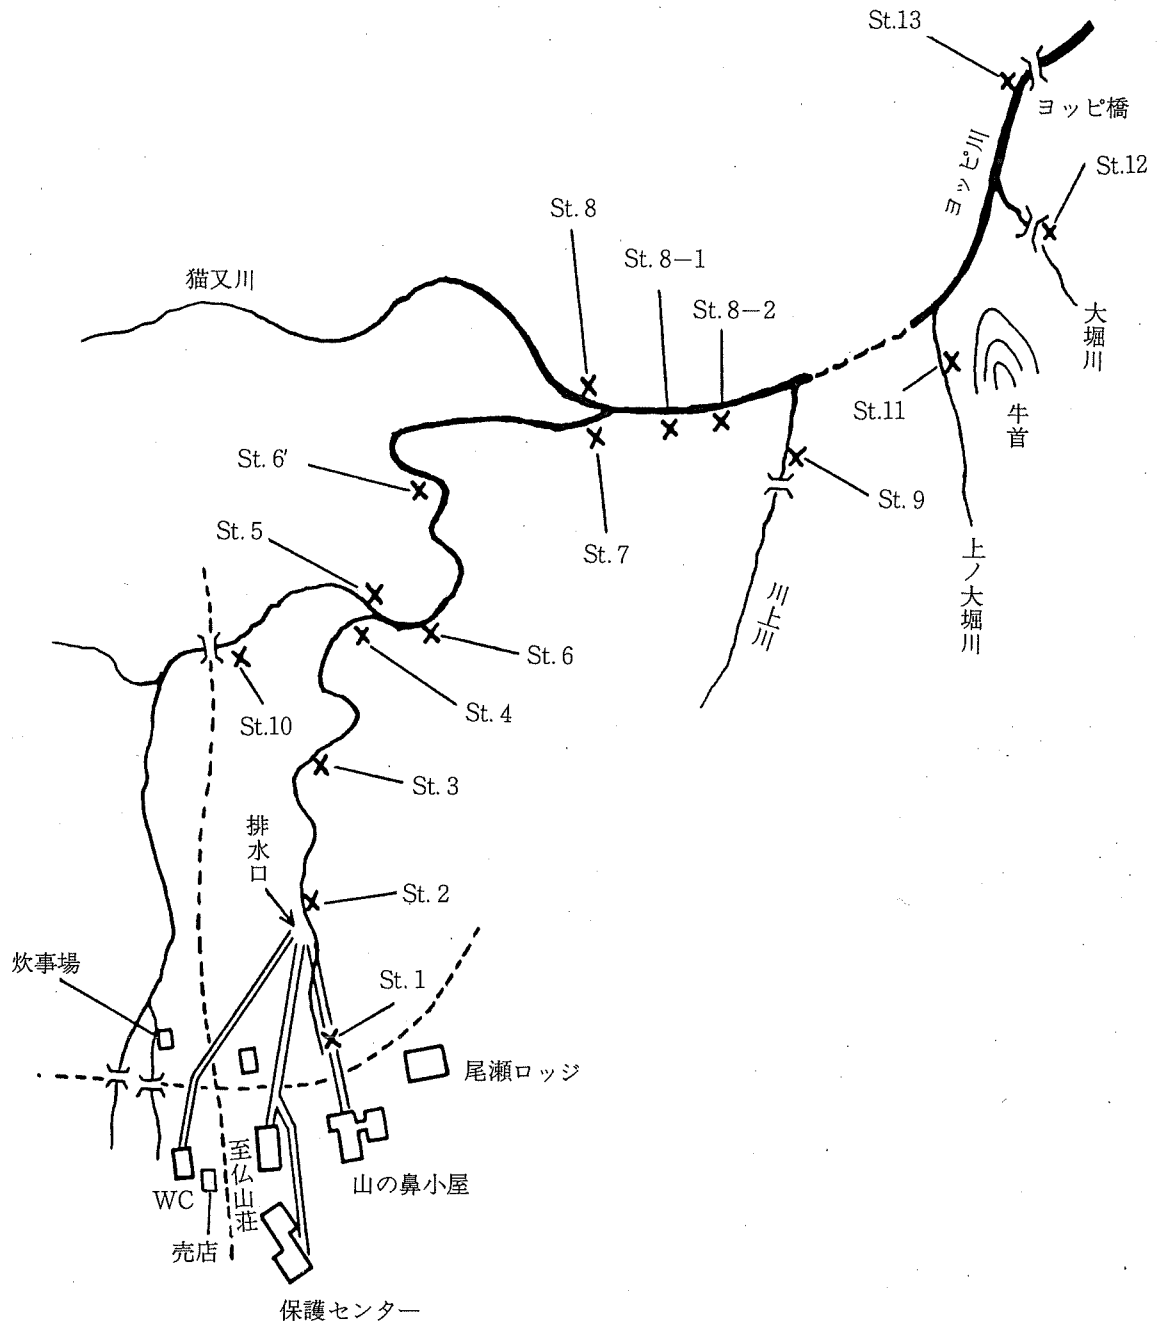 St.13
ヨッピ橋
ヨッピ川
St.12
St. 8
St. 8-1
猫又川
St. 8-2
大堀川
St.11
牛首
St. 6′
St. 9
St. 5
St. 7
上ノ大堀川
川上川
St. 6
St. 4
St.10
St. 3
排水口
St. 2
炊事場
St. 1
尾瀬ロッジ
至仏山荘
山の鼻小屋
WC
売店
保護センター